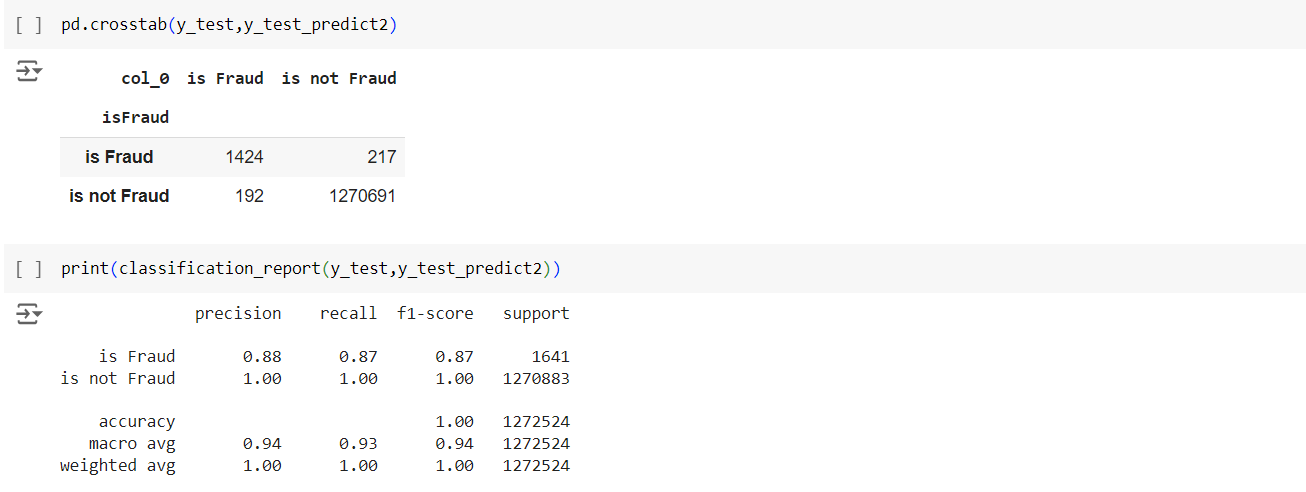 [ ] pd.crosstab(y_test,y_test_predict2)
col_0 is Fraud is not Fraud
isFraud
is Fraud 1424 217
is not Fraud 192 1270691
[ ] print(classification_report(y_test,y_test_predict2))
precision recall f1-score support
is Fraud 0.88 0.87 0.87 1641
is not Fraud 1.00 1.00 1.00 1270883
accuracy 1.00 1272524
macro avg 0.94 0.93 0.94 1272524
weighted avg 1.00 1.00 1.00 1272524